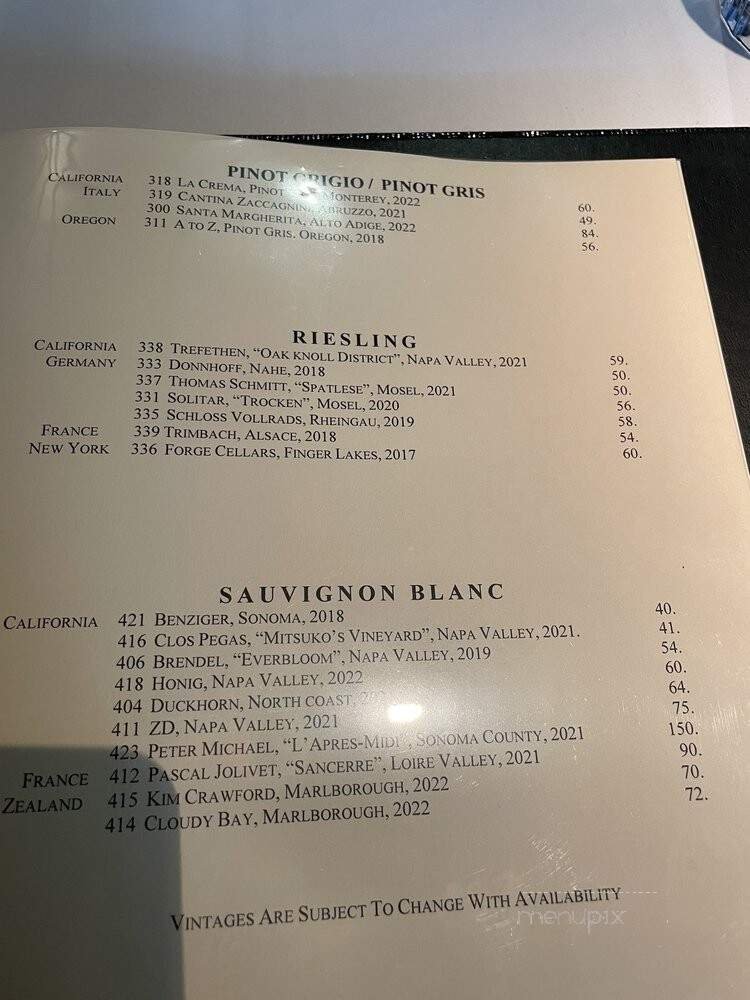 PINOT GRIGIO / PINOT GRIS
CALIFORNIA 318 LA CREMA, PINOT MONTEREY, 2022 60.
ITALY 319 CANTINA ZACCAGNINI, ABRUZZO, 2021 49.
300 SANTA MARGHERITA, ALTO ADIGE, 2022 84.
OREGON 311 A TO Z, PINOT GRIS. OREGON, 2018 56.
RIESLING
CALIFORNIA 338 TREFETHEN, “OAK KNOLL DISTRICT”, NAPA VALLEY, 2021 59.
GERMANY 333 DONNHOFF, NAHE, 2018 50.
337 THOMAS SCHMITT, “SPATLESE”, MOSEL, 2021 50.
331 SOLITAR, “TROCKEN”, MOSEL, 2020 56.
335 SCHLOSS VOLLRADS, RHEINGAU, 2019 58.
FRANCE 339 TRIMBACH, ALSACE, 2018 54.
NEW YORK 336 FORGE CELLARS, FINGER LAKES, 2017 60.
SAUVIGNON BLANC
CALIFORNIA 421 BENZIGER, SONOMA, 2018 40.
416 CLOS PEGAS, “MITSUKO’S VINEYARD”, NAPA VALLEY, 2021. 41.
406 BRENDEL, “EVERBLOOM”, NAPA VALLEY, 2019 54.
418 HONIG, NAPA VALLEY, 2022 60.
404 DUCKHORN, NORTH COAST, 64.
411 ZD, NAPA VALLEY, 2021 75.
423 PETER MICHAEL, “L’APRES-MIDI”, SONOMA COUNTY, 2021 150.
FRANCE 412 PASCAL JOLIVET, “SANCERRE”, LOIRE VALLEY, 2021 90.
ZEALAND 415 KIM CRAWFORD, MARLBOROUGH, 2022 70.
414 CLOUDY BAY, MARLBOROUGH, 2022 72.
VINTAGES ARE SUBJECT TO CHANGE WITH AVAILABILITY
menupix